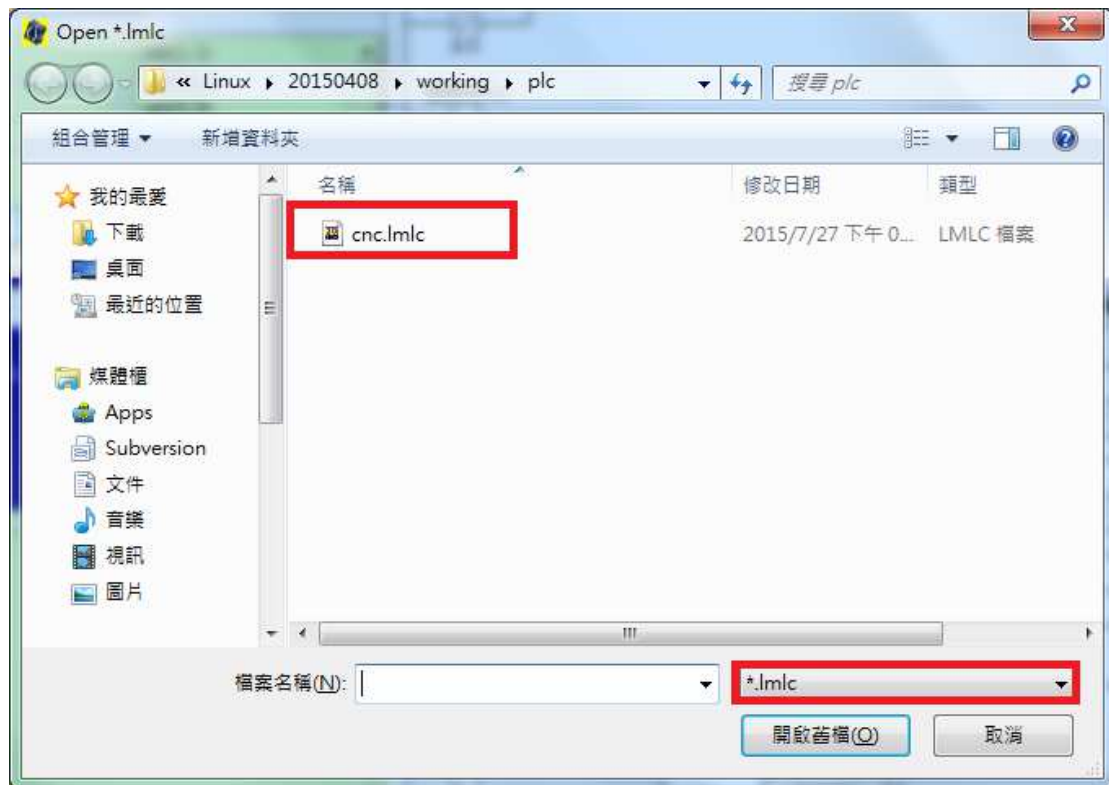 Open *.lmlc
« Linux ▸ 20150408 ▸ working ▸ plc
搜尋 plc
組合管理 ▼ 新增資料夾
名稱 修改日期 類型
cnc.lmlc 2015/7/27 下午 0... LMLC 檔案
我的最愛
下載
桌面
最近的位置
媒體櫃
Apps
Subversion
文件
音樂
視訊
圖片
檔案名稱(N):
*.lmlc
開啟舊檔(O) 取消